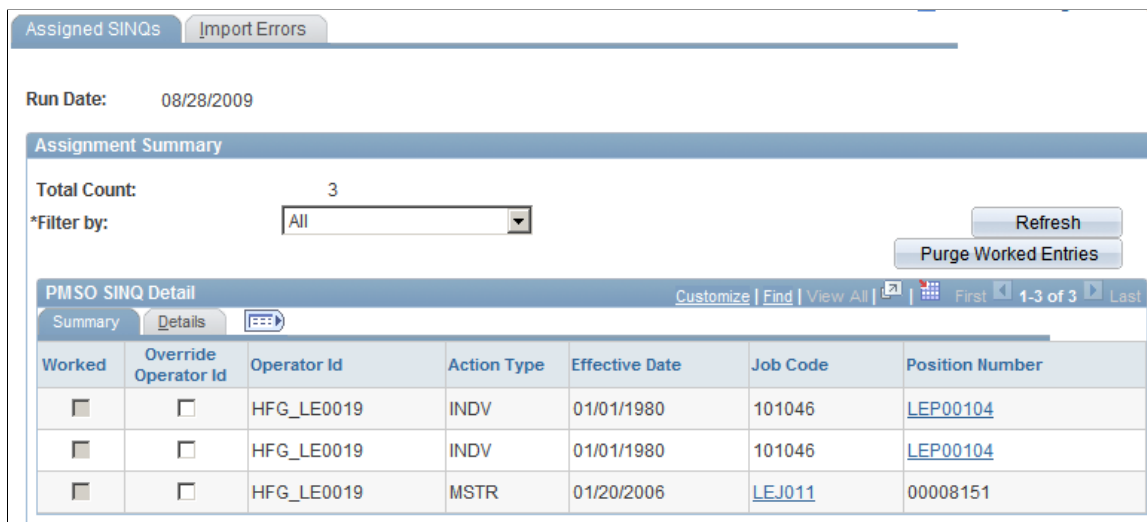 Assigned SINQs Import Errors
Run Date: 08/28/2009
Assignment Summary
Total Count: 3
*Filter by: All
Refresh
Purge Worked Entries
PMSO SINQ Detail Customize | Find | View All | | First 1-3 of 3 Last
Summary Details
Worked Override Operator Id Operator Id Action Type Effective Date Job Code Position Number
HFG_LE0019 INDV 01/01/1980 101046 LEP00104
HFG_LE0019 INDV 01/01/1980 101046 LEP00104
HFG_LE0019 MSTR 01/20/2006 LEJ011 00008151